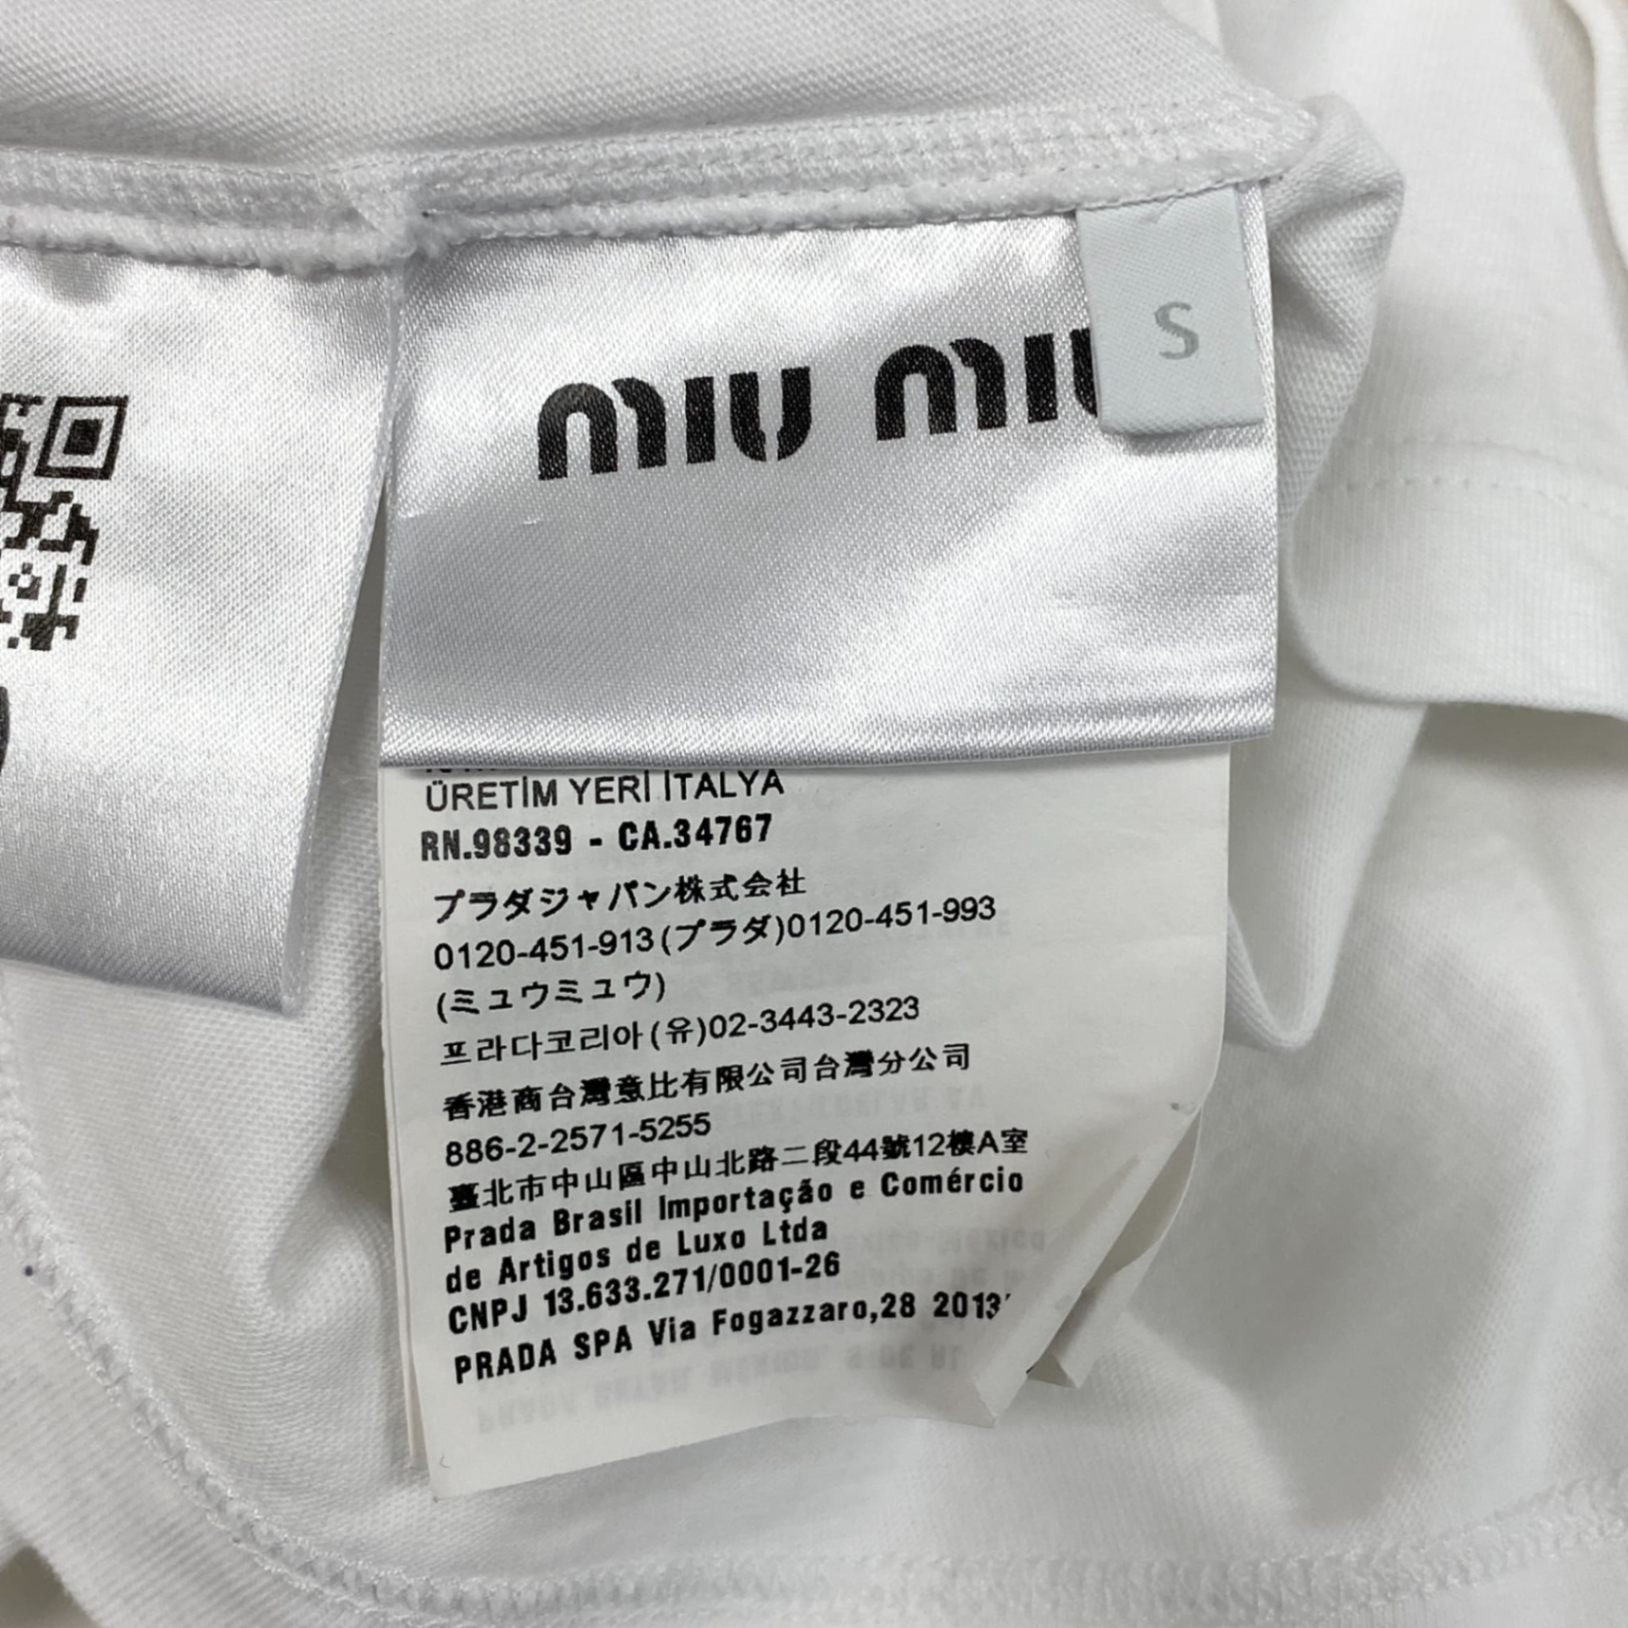 miu miu
S
ÜRETİM YERİ İTALYA
RN.98339 - CA.34767
プラダジャパン株式会社
0120-451-913(プラダ)0120-451-993
(ミュウミュウ)
프라다코리아(유)02-3443-2323
香港商台灣意比有限公司台灣分公司
886-2-2571-5255
臺北市中山區中山北路二段44號12樓A室
Prada Brasil Importação e Comércio
de Artigos de Luxo Ltda
CNPJ 13.633.271/0001-26
PRADA SPA Via Fogazzaro,28